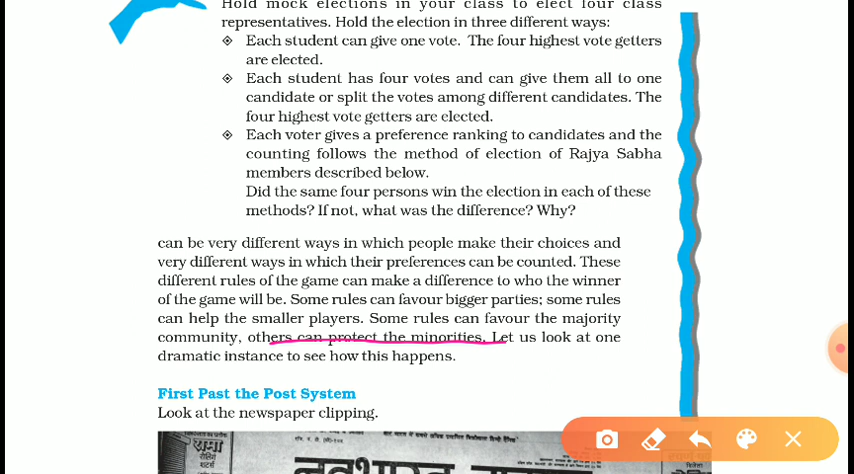 Hold mock elections in your class to elect four class
representatives. Hold the election in three different ways:
❖ Each student can give one vote. The four highest vote getters
are elected.
❖ Each student has four votes and can give them all to one
candidate or split the votes among different candidates. The
four highest vote getters are elected.
❖ Each voter gives a preference ranking to candidates and the
counting follows the method of election of Rajya Sabha
members described below.
Did the same four persons win the election in each of these
methods? If not, what was the difference? Why?
can be very different ways in which people make their choices and
very different ways in which their preferences can be counted. These
different rules of the game can make a difference to who the winner
of the game will be. Some rules can favour bigger parties; some rules
can help the smaller players. Some rules can favour the majority
community, others can protect the minorities. Let us look at one
dramatic instance to see how this happens.
First Past the Post System
Look at the newspaper clipping.
रामा